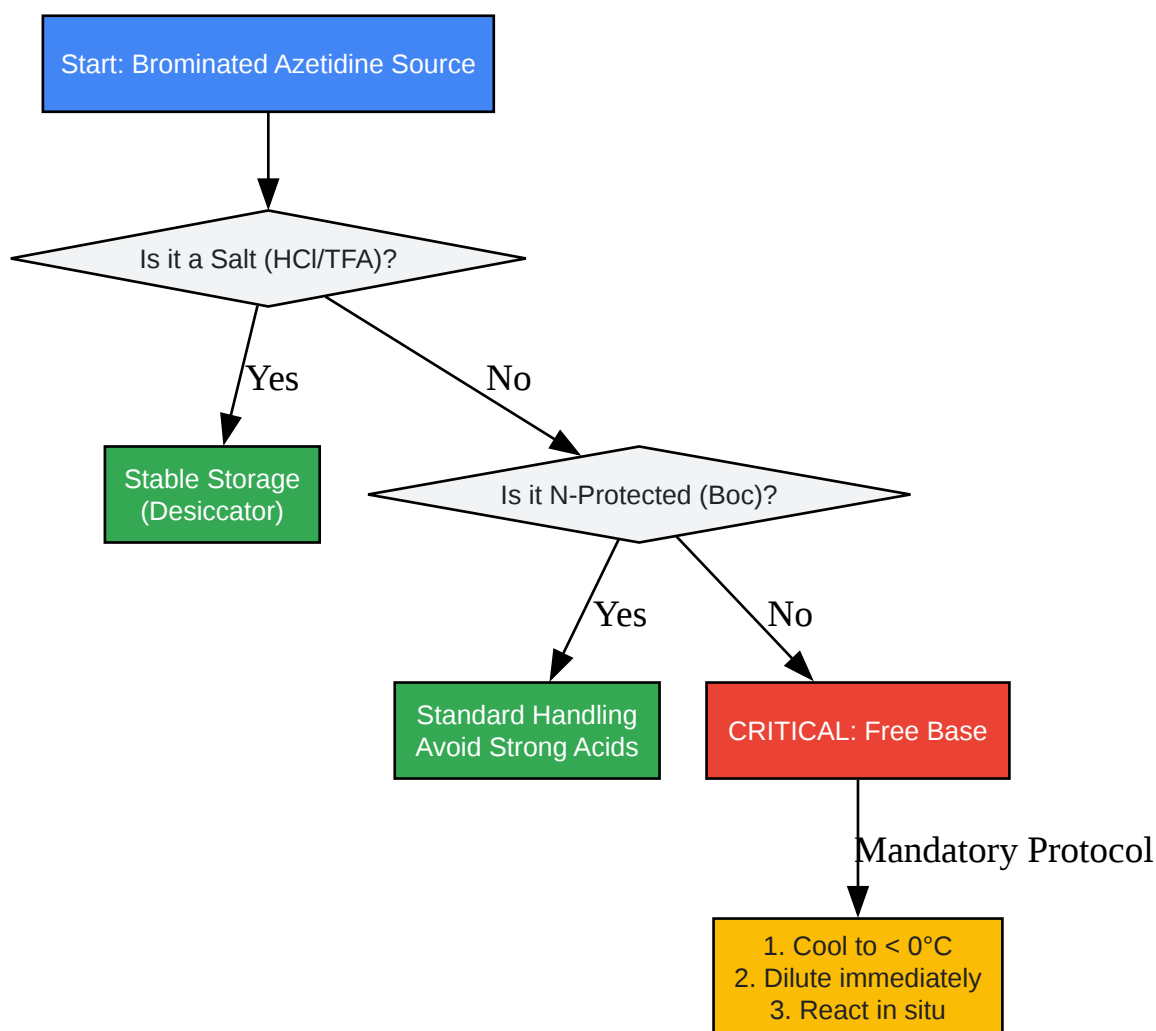 Start: Brominated Azetidine Source
Is it a Salt (HCl/TFA)?
Yes
No
Stable Storage
(Desiccator)
Is it N-Protected (Boc)?
Yes
No
Standard Handling
Avoid Strong Acids
CRITICAL: Free Base
Mandatory Protocol
1. Cool to < 0°C
2. Dilute immediately
3. React in situ